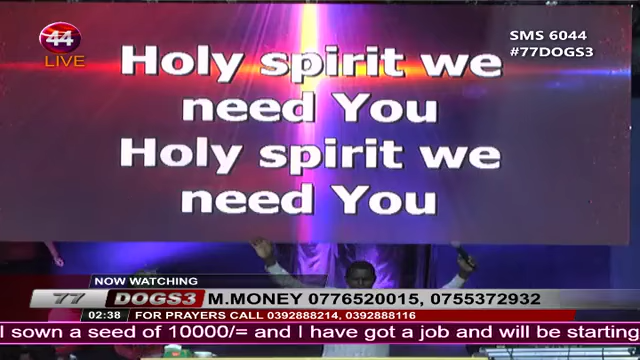 44
LIVE
SMS 6044
#77DOGS3
Holy spirit we
need You
Holy spirit we
need You
NOW WATCHING
77 DOGS3 M.MONEY 0776520015, 0755372932
02:38 FOR PRAYERS CALL 0392888214, 0392888116
I sown a seed of 10000/= and I have got a job and will be starting